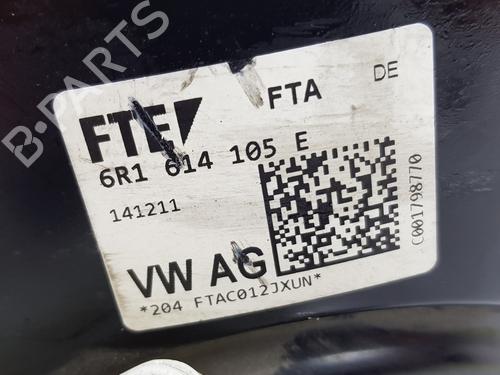 B-PARTS
FTE FTA DE
6R1 614 105 E
141211
VW AG
*204 FTAC012JXUN*
C001798770